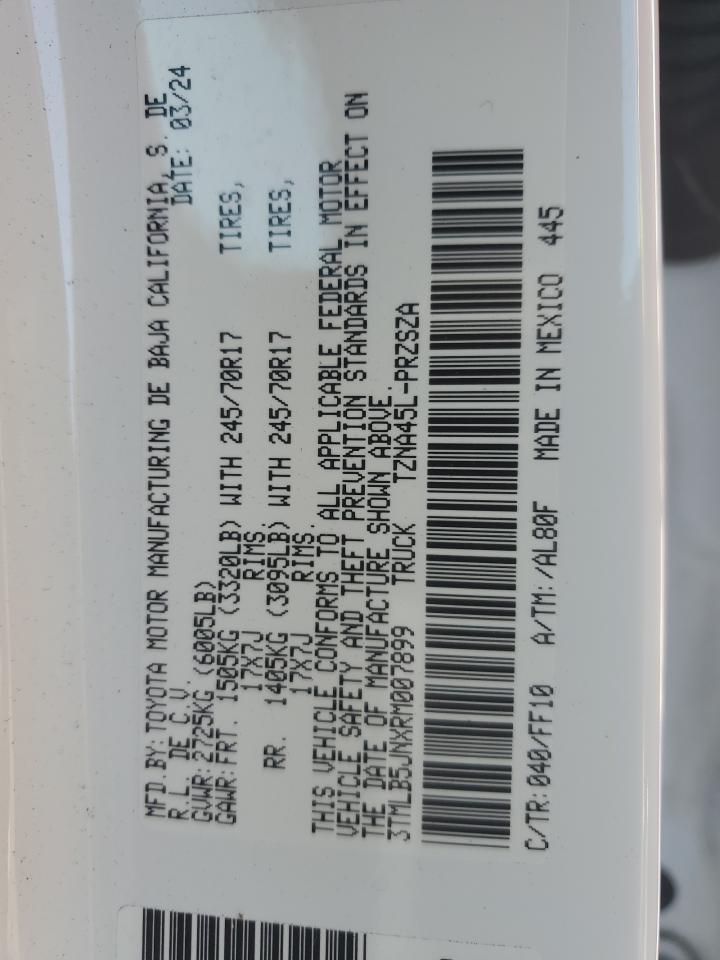 MFD.BY:TOYOTA MOTOR MANUFACTURING DE BAJA CALIFORNIA, S. DE
R.L. DE C.V. DATE: 03/24
GVWR:2725KG (6005LB)
GAWR:FRT. 1505KG (3320LB) WITH 245/70R17 TIRES,
17X7J RIMS.
RR. 1405KG (3095LB) WITH 245/70R17 TIRES,
17X7J RIMS.
THIS VEHICLE CONFORMS TO ALL APPLICABLE FEDERAL MOTOR
VEHICLE SAFETY AND THEFT PREVENTION STANDARDS IN EFFECT ON
THE DATE OF MANUFACTURE SHOWN ABOVE.
3TMLB5JNXRM007899 TRUCK TZNA45L-PRZSZA
C/TR:040/FF10 A/TM:/AL80F MADE IN MEXICO 445